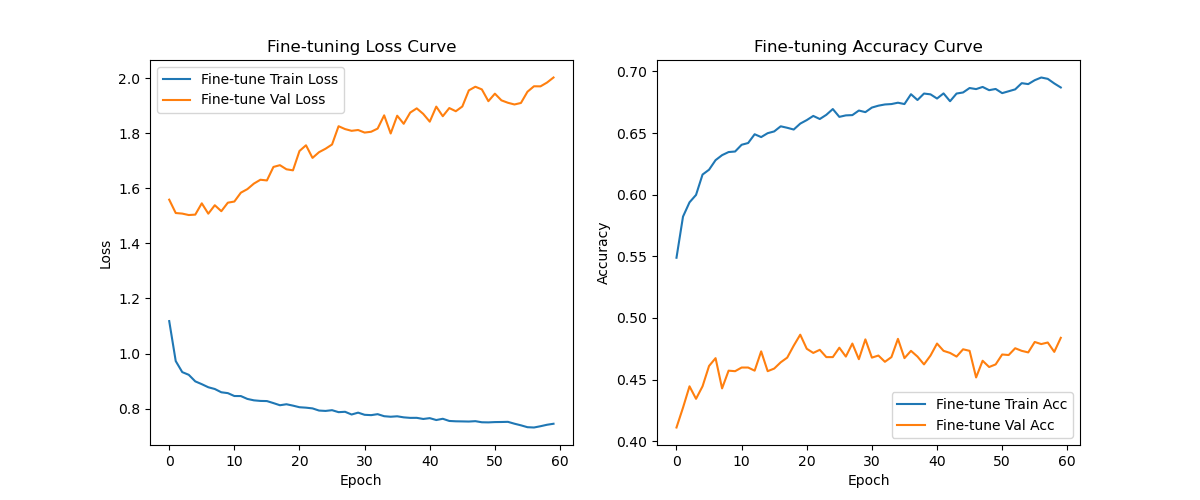 Fine-tuning Loss Curve
Fine-tune Train Loss
Fine-tune Val Loss
2.0
1.8
1.6
1.4
1.2
1.0
0.8
Loss
0 10 20 30 40 50 60
Epoch
Fine-tuning Accuracy Curve
0.70
0.65
0.60
0.55
0.50
0.45
0.40
Accuracy
Fine-tune Train Acc
Fine-tune Val Acc
0 10 20 30 40 50 60
Epoch